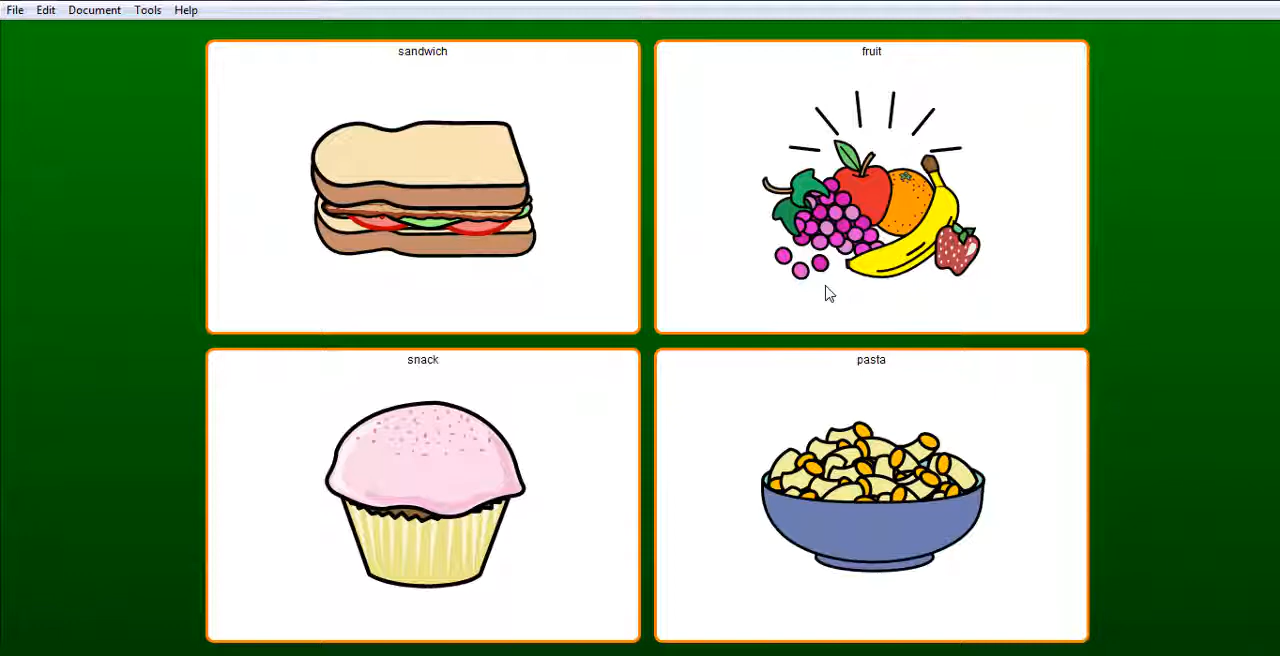 File Edit Document Tools Help
sandwich
fruit
snack
pasta